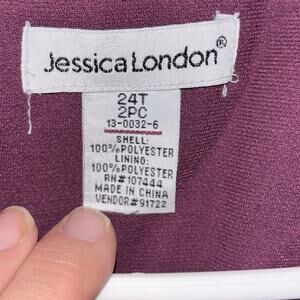 Jessica London®
24T
2PC
13-0032-6
SHELL:
100%POLYESTER
LINING:
100%POLYESTER
RN#107444
MADE IN CHINA
VENDOR#91722